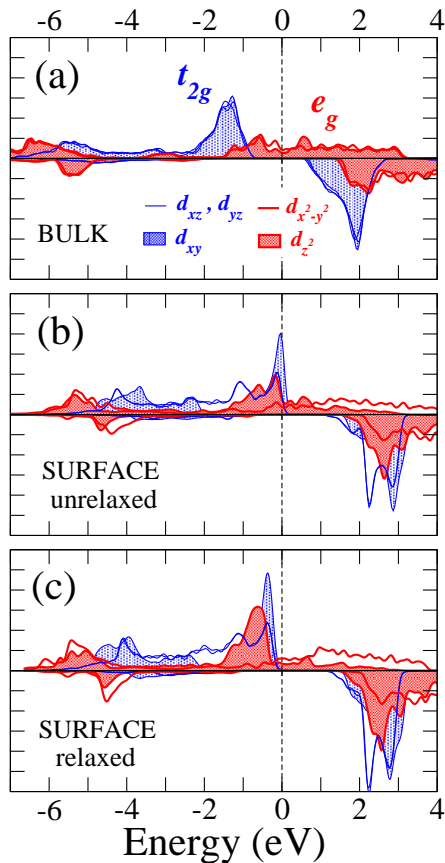 -6 -4 -2 0 2 4
(a)
t2g
eg
dxz , dyz
dx²-y²
dxy
dz²
BULK
(b)
SURFACE
unrelaxed
(c)
SURFACE
relaxed
-6 -4 -2 0 2 4
Energy (eV)